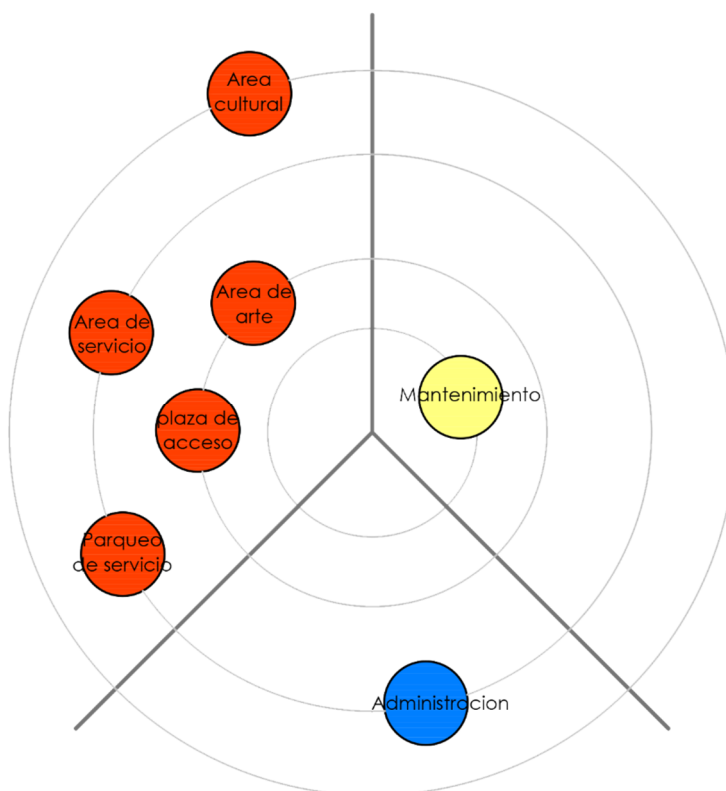 Area
cultural
Area de
arte
Area de
servicio
Mantenimiento
plaza de
acceso
Parqueo
de servicio
Administracion